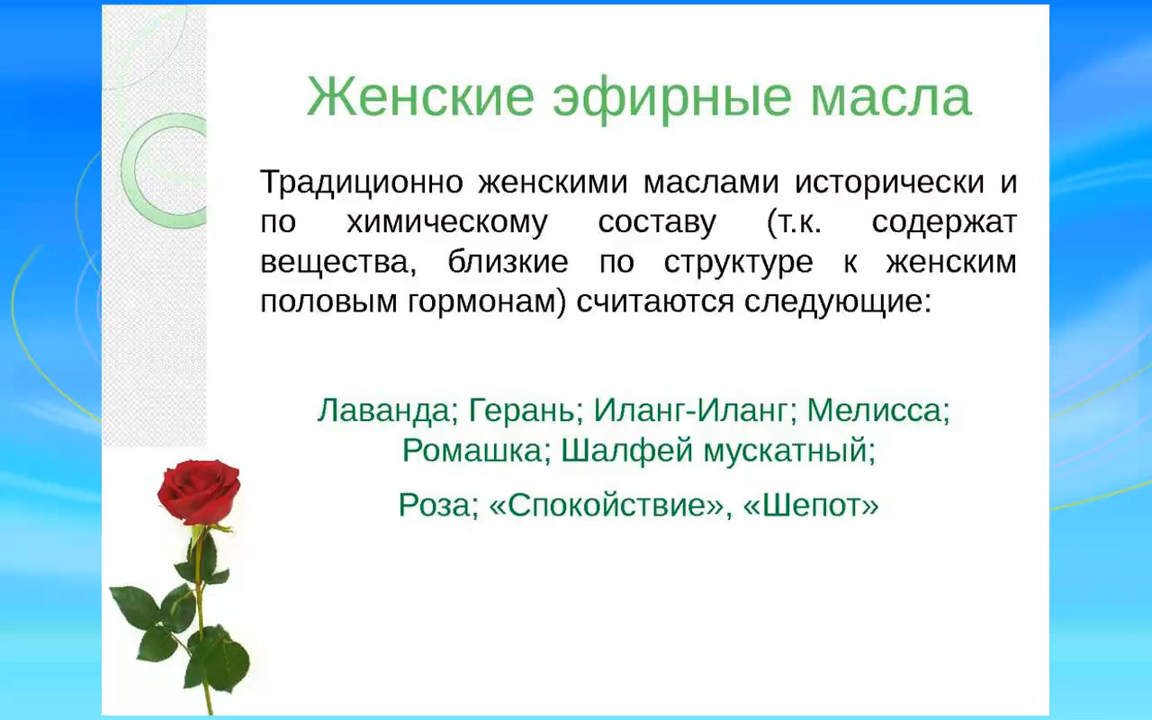 Женские эфирные масла
Традиционно женскими маслами исторически и
по химическому составу (т.к. содержат
вещества, близкие по структуре к женским
половым гормонам) считаются следующие:
Лаванда; Герань; Иланг-Иланг; Мелисса;
Ромашка; Шалфей мускатный;
Роза; «Спокойствие», «Шепот»